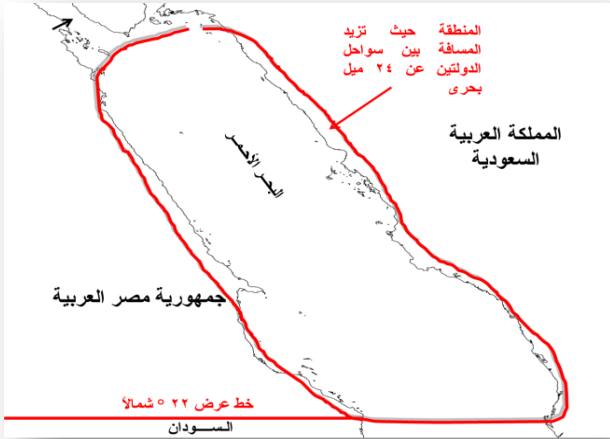 المنطقة حيث تزيد
المسافة بين سواحل
الدولتين عن ٢٤ ميل
بحرى
المملكة العربية
السعودية
البحر الأحمر
جمهورية مصر العربية
خط عرض ٢٢ ° شمالاً
الســـودان